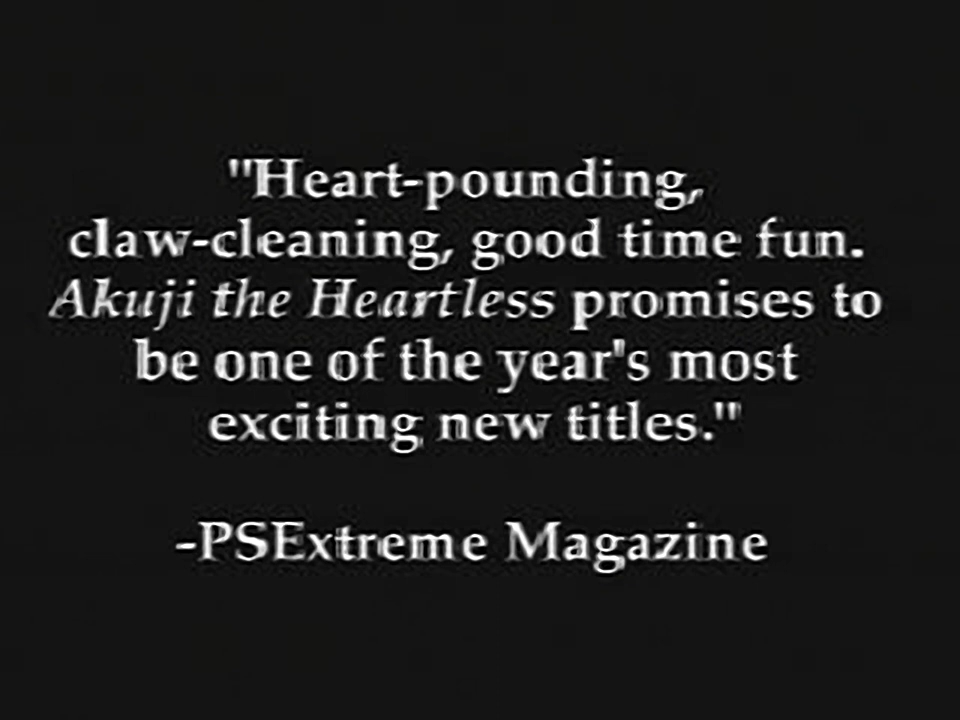 "Heart-pounding,
claw-cleaning, good time fun.
Akuji the Heartless promises to
be one of the year's most
exciting new titles."
-PSExtreme Magazine